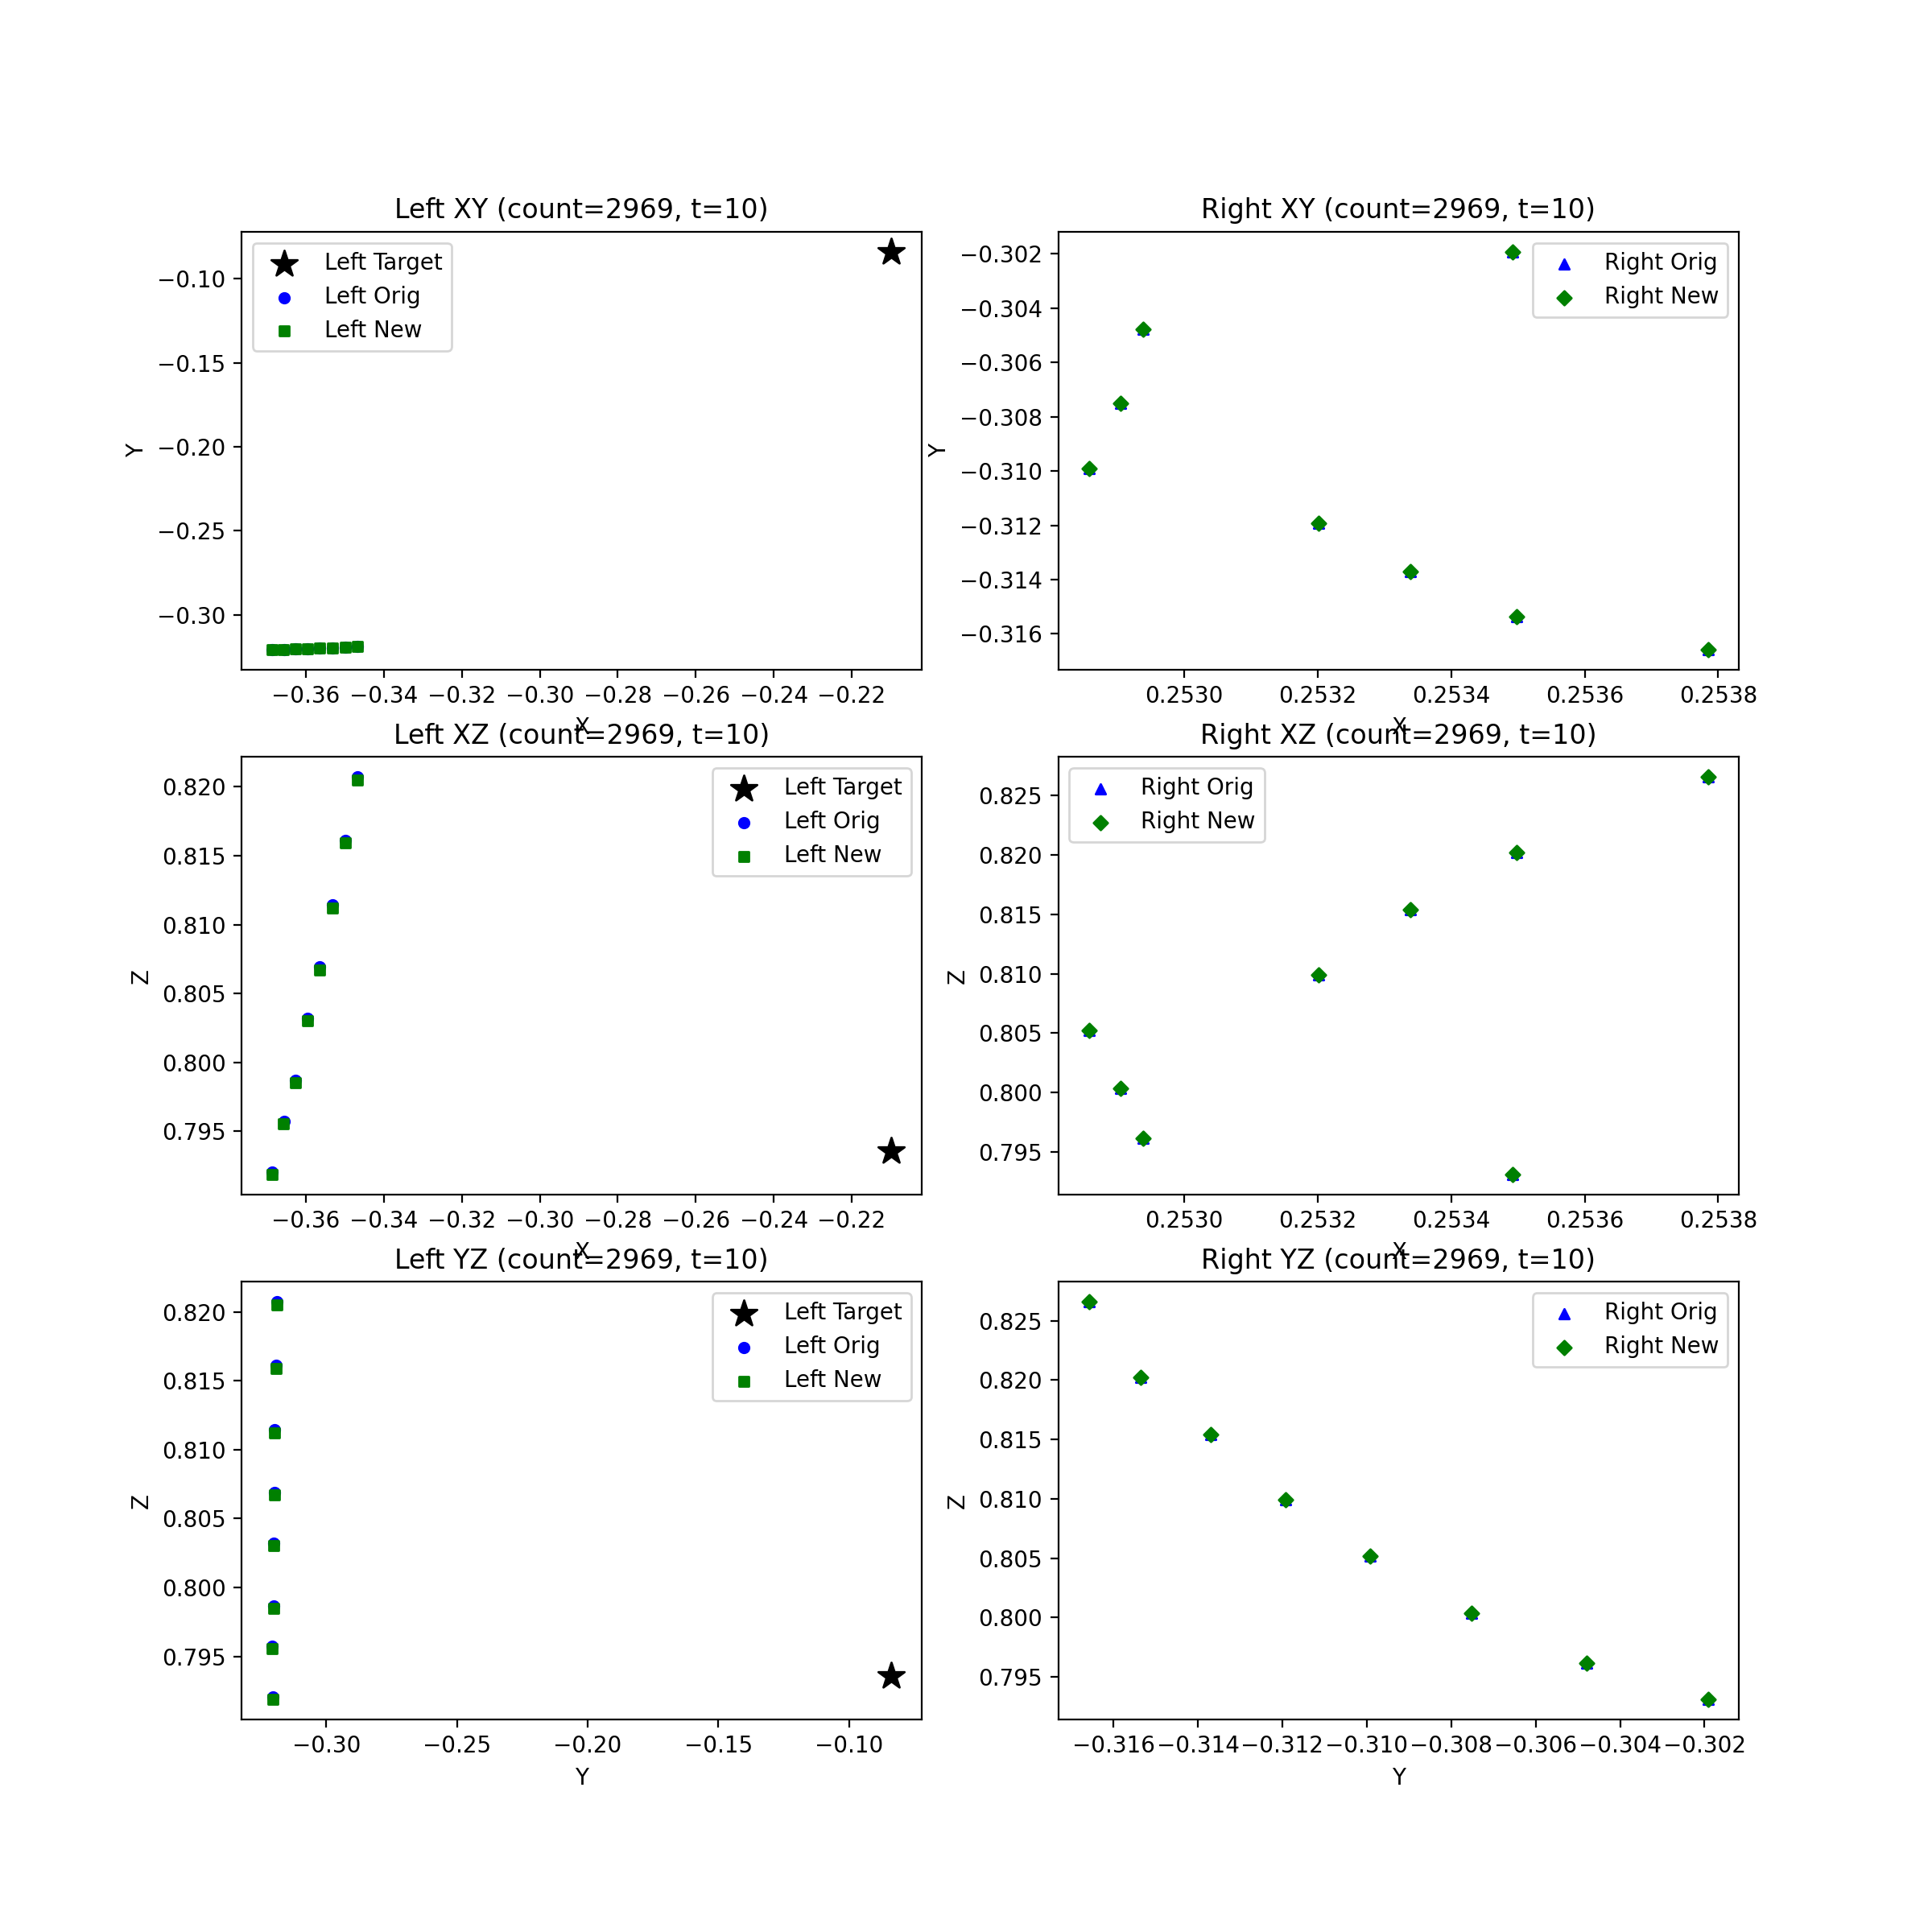 Left XY (count=2969, t=10)
Left Target
Left Orig
Left New
−0.10
−0.15
−0.20
−0.25
−0.30
Y
−0.36 −0.34 −0.32 −0.30 −0.28 −0.26 −0.24 −0.22
X
Right XY (count=2969, t=10)
Right Orig
Right New
−0.302
−0.304
−0.306
−0.308
−0.310
−0.312
−0.314
−0.316
Y
0.2530 0.2532 0.2534 0.2536 0.2538
X
Left XZ (count=2969, t=10)
Left Target
Left Orig
Left New
0.820
0.815
0.810
0.805
0.800
0.795
Z
−0.36 −0.34 −0.32 −0.30 −0.28 −0.26 −0.24 −0.22
X
Right XZ (count=2969, t=10)
Right Orig
Right New
0.825
0.820
0.815
0.810
0.805
0.800
0.795
Z
0.2530 0.2532 0.2534 0.2536 0.2538
X
Left YZ (count=2969, t=10)
Left Target
Left Orig
Left New
0.820
0.815
0.810
0.805
0.800
0.795
Z
−0.30 −0.25 −0.20 −0.15 −0.10
Y
Right YZ (count=2969, t=10)
Right Orig
Right New
0.825
0.820
0.815
0.810
0.805
0.800
0.795
Z
−0.316 −0.314 −0.312 −0.310 −0.308 −0.306 −0.304 −0.302
Y